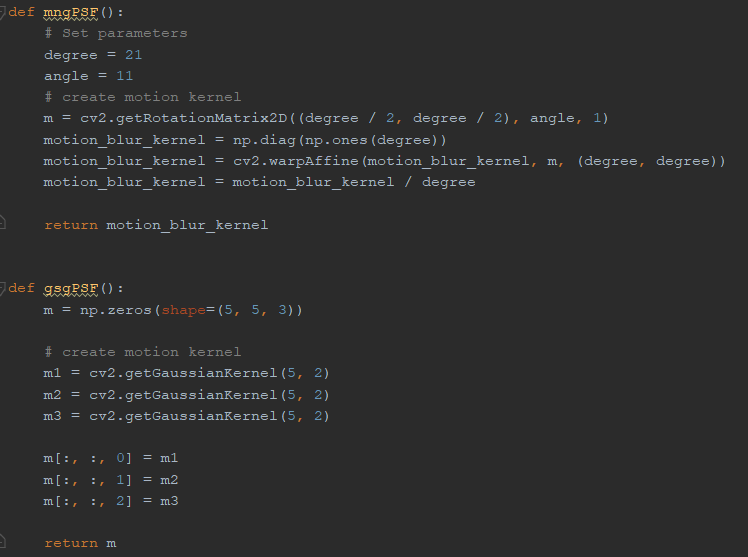 def mngPSF():
    # Set parameters
    degree = 21
    angle = 11
    # create motion kernel
    m = cv2.getRotationMatrix2D((degree / 2, degree / 2), angle, 1)
    motion_blur_kernel = np.diag(np.ones(degree))
    motion_blur_kernel = cv2.warpAffine(motion_blur_kernel, m, (degree, degree))
    motion_blur_kernel = motion_blur_kernel / degree
    return motion_blur_kernel
def gsgPSF():
    m = np.zeros(shape=(5, 5, 3))
    # create motion kernel
    m1 = cv2.getGaussianKernel(5, 2)
    m2 = cv2.getGaussianKernel(5, 2)
    m3 = cv2.getGaussianKernel(5, 2)
    m[:, :, 0] = m1
    m[:, :, 1] = m2
    m[:, :, 2] = m3
    return m